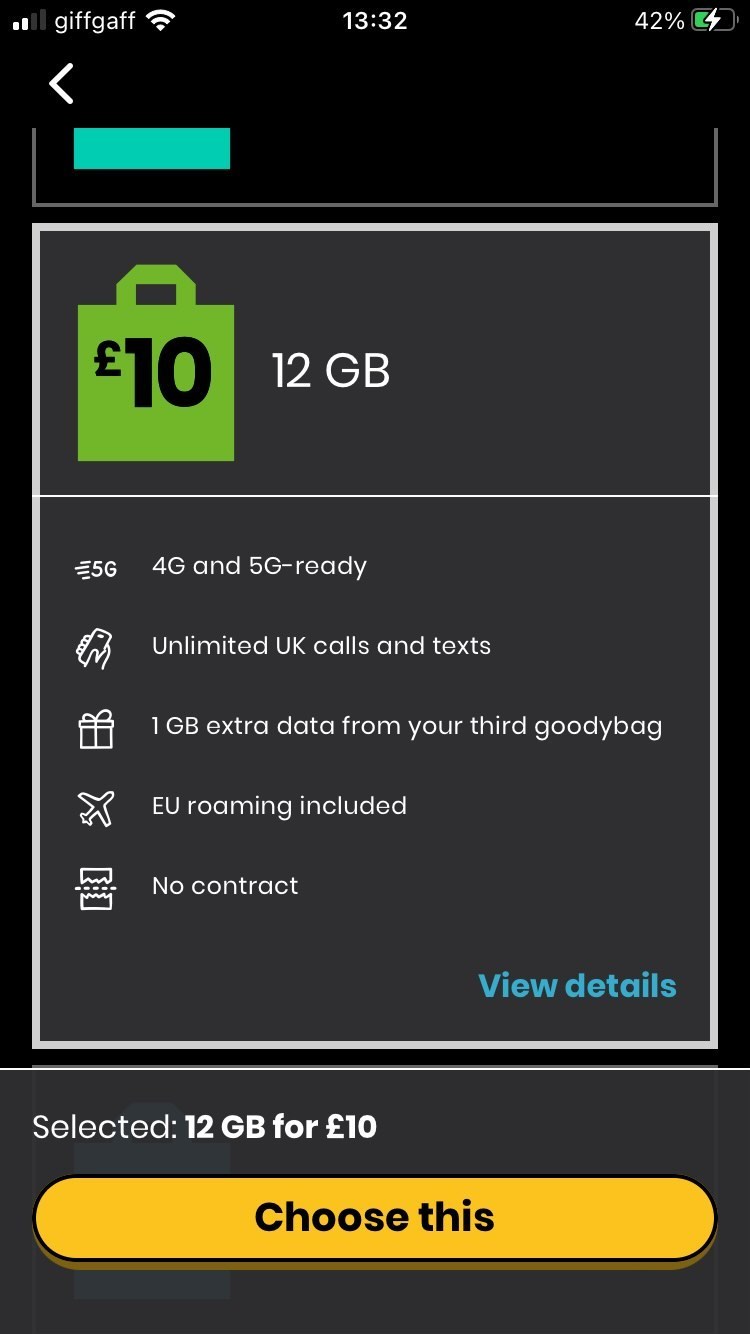 giffgaff 13:32 42%
£10 12 GB
5G 4G and 5G-ready
Unlimited UK calls and texts
1 GB extra data from your third goodybag
EU roaming included
No contract
View details
Selected: 12 GB for £10
Choose this